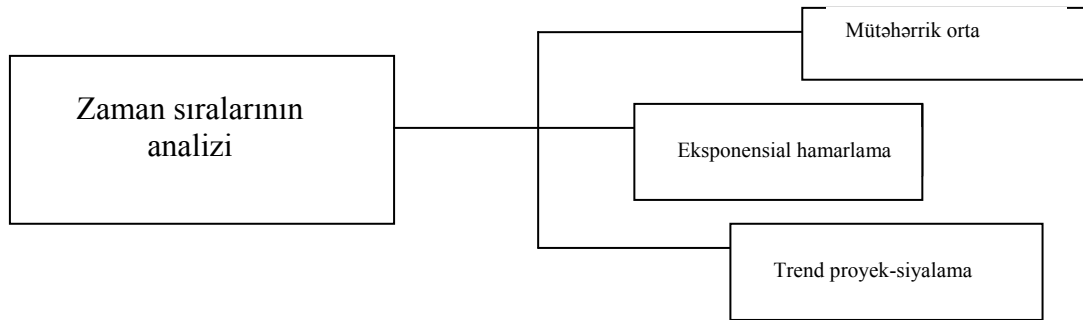 Zaman sıralarının
analizi
Mütəhərrik orta
Eksponensial hamarlama
Trend proyek-siyalama